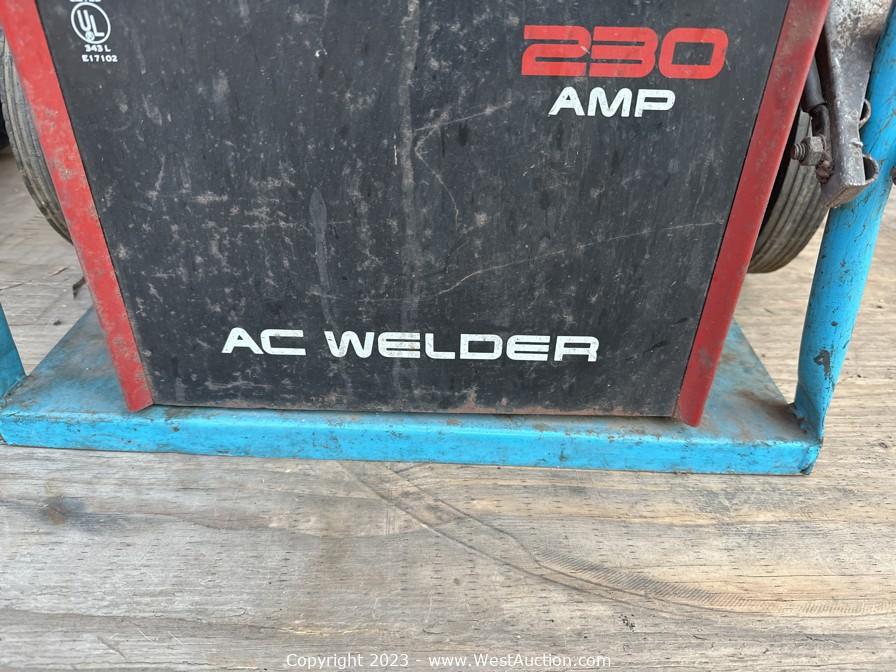 UL
343 L
E17102
230
AMP
AC WELDER
Copyright 2023 - www.WestAuction.com